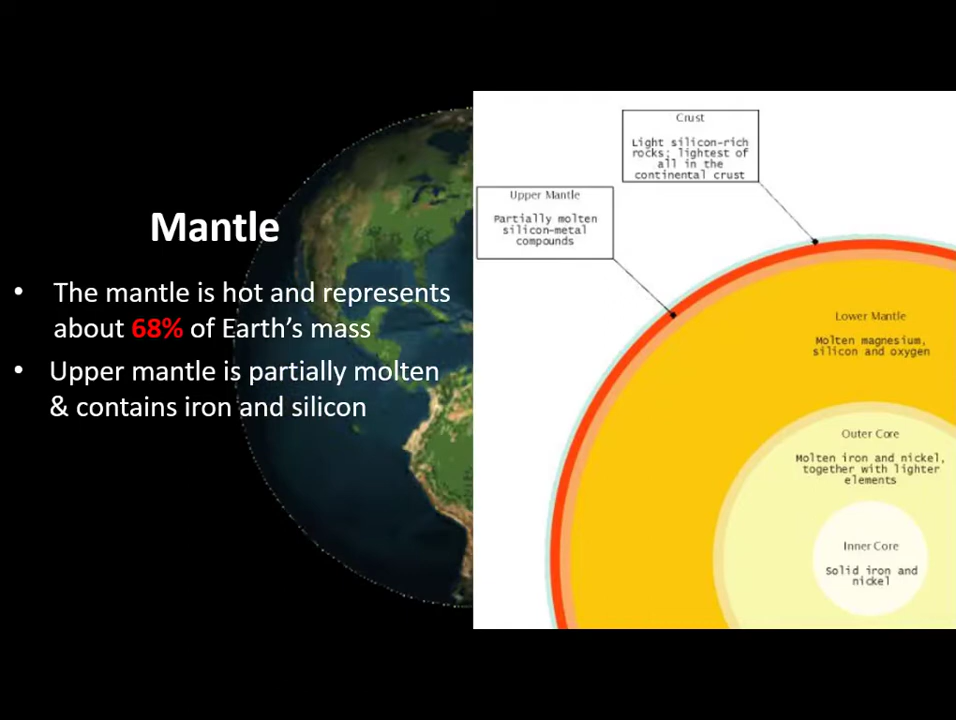 Mantle
• The mantle is hot and represents
about 68% of Earth’s mass
• Upper mantle is partially molten
& contains iron and silicon
Crust
Light silicon-rich
rocks; lightest of
all in the
continental crust
Upper Mantle
Partially molten
silicon-metal
compounds
Lower Mantle
Molten magnesium,
silicon and oxygen
Outer Core
Molten iron and nickel,
together with lighter
elements
Inner Core
Solid iron and
nickel